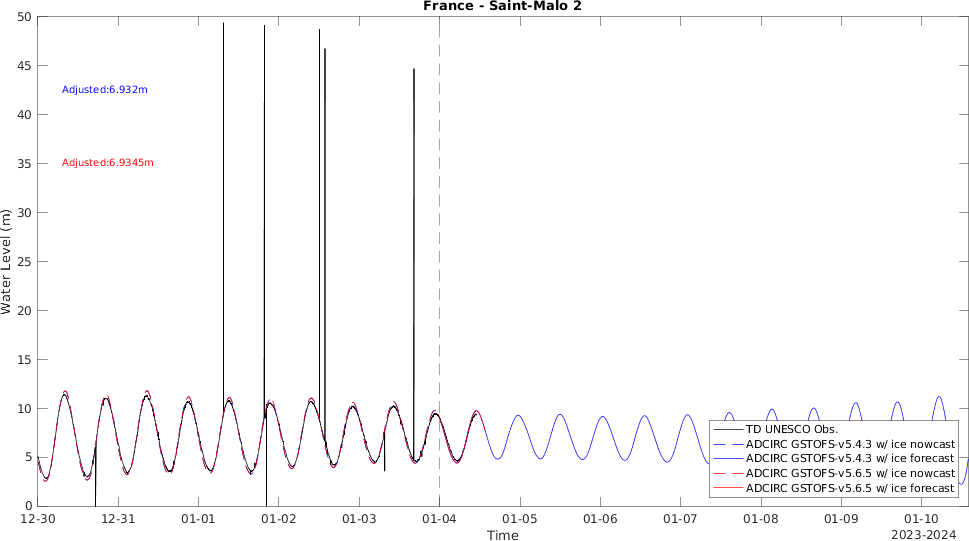 France - Saint-Malo 2
50
45
40
35
30
25
20
15
10
5
0
Water Level (m)
Adjusted:6.932m
Adjusted:6.9345m
TD UNESCO Obs.
ADCIRC GSTOFS-v5.4.3 w/ ice nowcast
ADCIRC GSTOFS-v5.4.3 w/ ice forecast
ADCIRC GSTOFS-v5.6.5 w/ ice nowcast
ADCIRC GSTOFS-v5.6.5 w/ ice forecast
12-30 12-31 01-01 01-02 01-03 01-04 01-05 01-06 01-07 01-08 01-09 01-10
Time
2023-2024